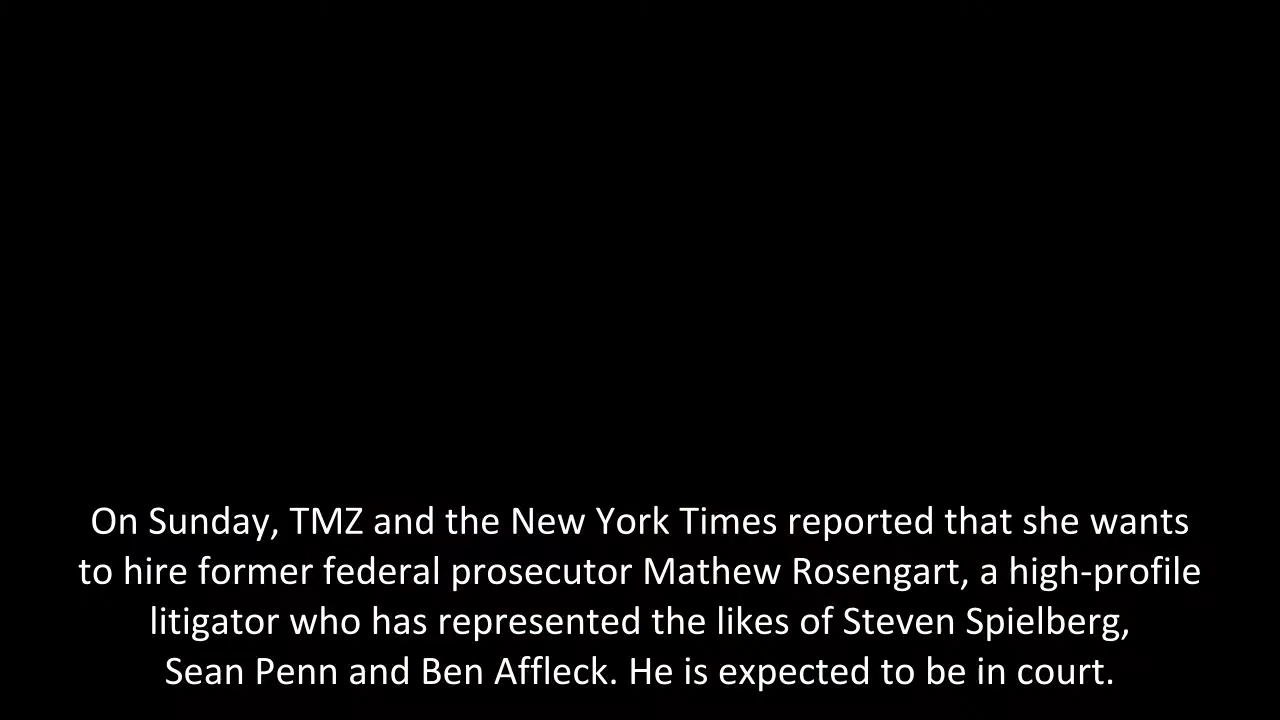 On Sunday, TMZ and the New York Times reported that she wants
to hire former federal prosecutor Mathew Rosengart, a high-profile
litigator who has represented the likes of Steven Spielberg,
Sean Penn and Ben Affleck. He is expected to be in court.